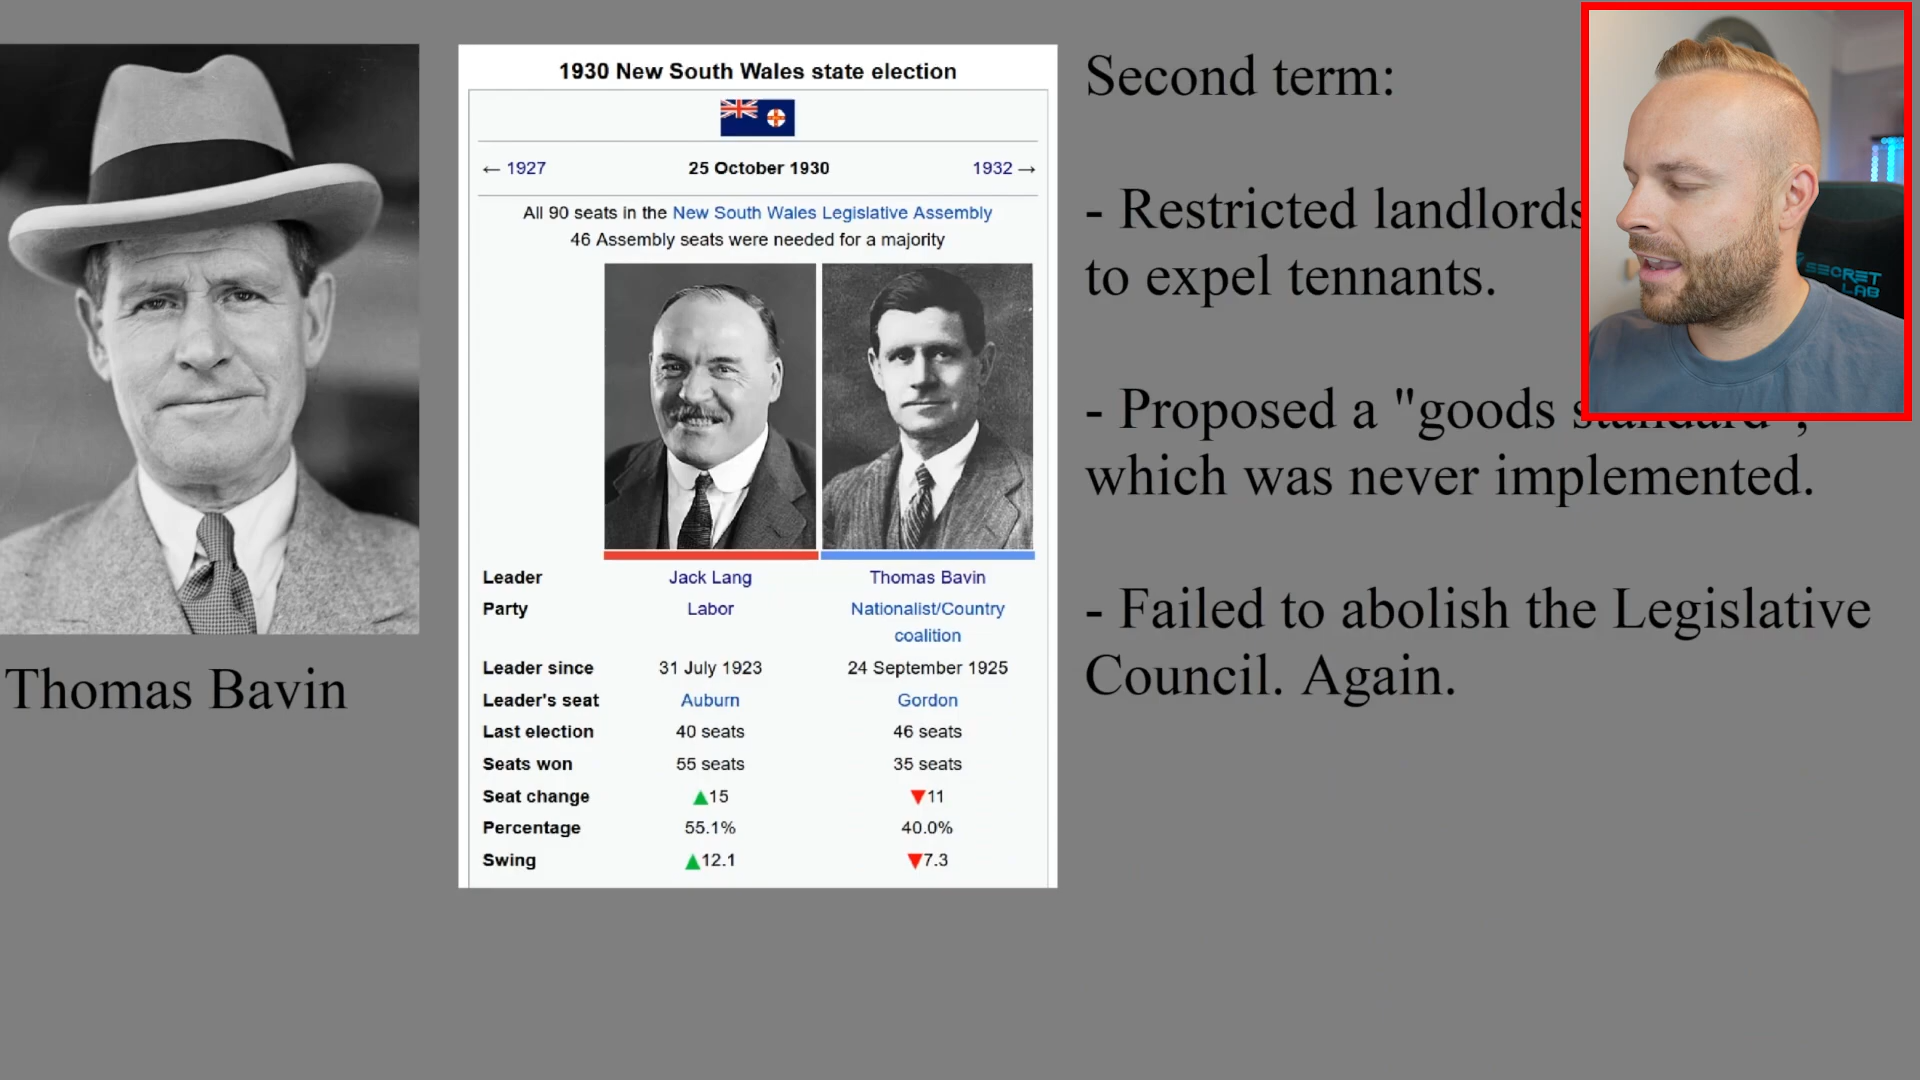 Thomas Bavin
1930 New South Wales state election
← 1927 25 October 1930 1932 →
All 90 seats in the New South Wales Legislative Assembly
46 Assembly seats were needed for a majority
Leader Jack Lang Thomas Bavin
Party Labor Nationalist/Country
coalition
Leader since 31 July 1923 24 September 1925
Leader's seat Auburn Gordon
Last election 40 seats 46 seats
Seats won 55 seats 35 seats
Seat change ▲15 ▼11
Percentage 55.1% 40.0%
Swing ▲12.1 ▼7.3
Second term:
- Restricted landlords
to expel tennants.
- Proposed a "goods standard",
which was never implemented.
- Failed to abolish the Legislative
Council. Again.
SECRET
LAB